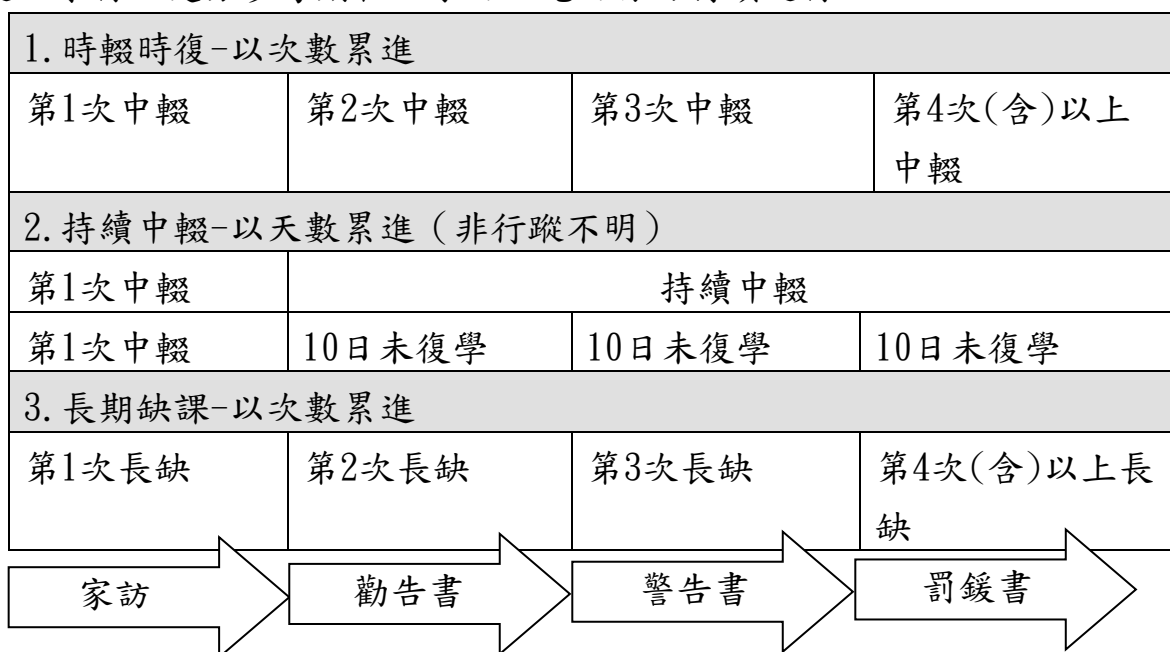 1.時輟時復-以次數累進
第1次中輟 第2次中輟 第3次中輟 第4次(含)以上
中輟
2.持續中輟-以天數累進（非行蹤不明）
第1次中輟 持續中輟
第1次中輟 10日未復學 10日未復學 10日未復學
3.長期缺課-以次數累進
第1次長缺 第2次長缺 第3次長缺 第4次(含)以上長
缺
家訪 勸告書 警告書 罰鍰書